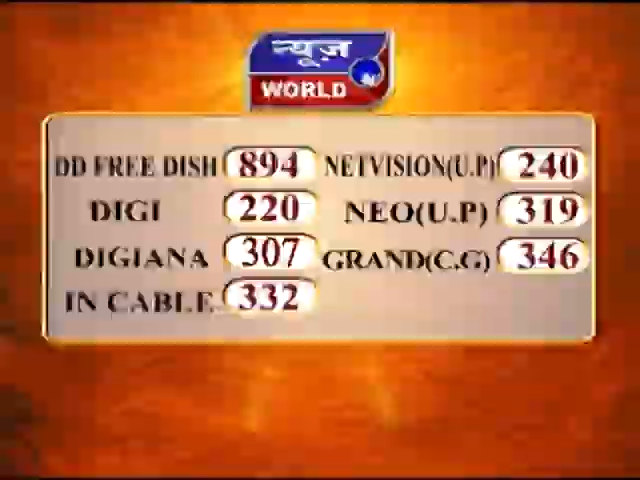 न्यूज़
WORLD
DD FREE DISH 894 NETVISION(U.P) 240
DIGI 220 NEO(U.P) 319
DIGIANA 307 GRAND(C.G) 346
IN CABLE 332